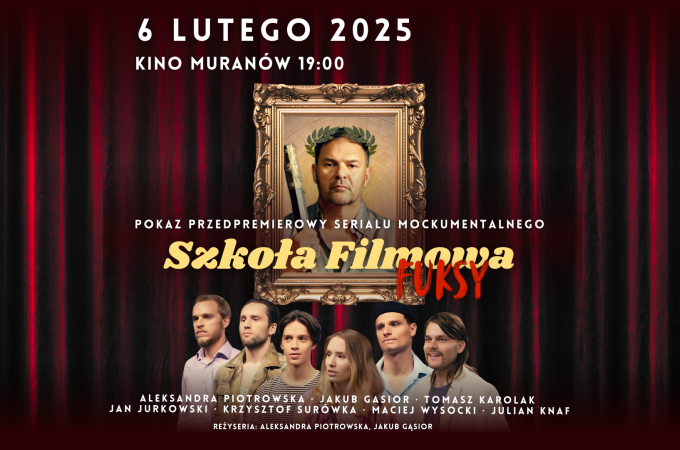 6 LUTEGO 2025
KINO MURANÓW 19:00
POKAZ PRZEDPREMIEROWY SERIALU MOCKUMENTALNEGO
Szkoła Filmowa
FUKSY
ALEKSANDRA PIOTROWSKA · JAKUB GĄSIOR · TOMASZ KAROLAK
JAN JURKOWSKI · KRZYSZTOF SURÓWKA · MACIEJ WYSOCKI · JULIAN KNAF
REŻYSERIA: ALEKSANDRA PIOTROWSKA, JAKUB GĄSIOR